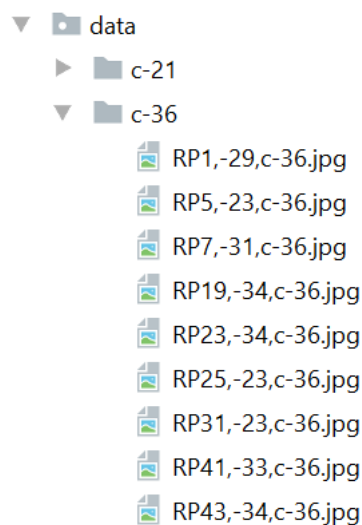 data
c-21
c-36
RP1,-29,c-36.jpg
RP5,-23,c-36.jpg
RP7,-31,c-36.jpg
RP19,-34,c-36.jpg
RP23,-34,c-36.jpg
RP25,-23,c-36.jpg
RP31,-23,c-36.jpg
RP41,-33,c-36.jpg
RP43,-34,c-36.jpg